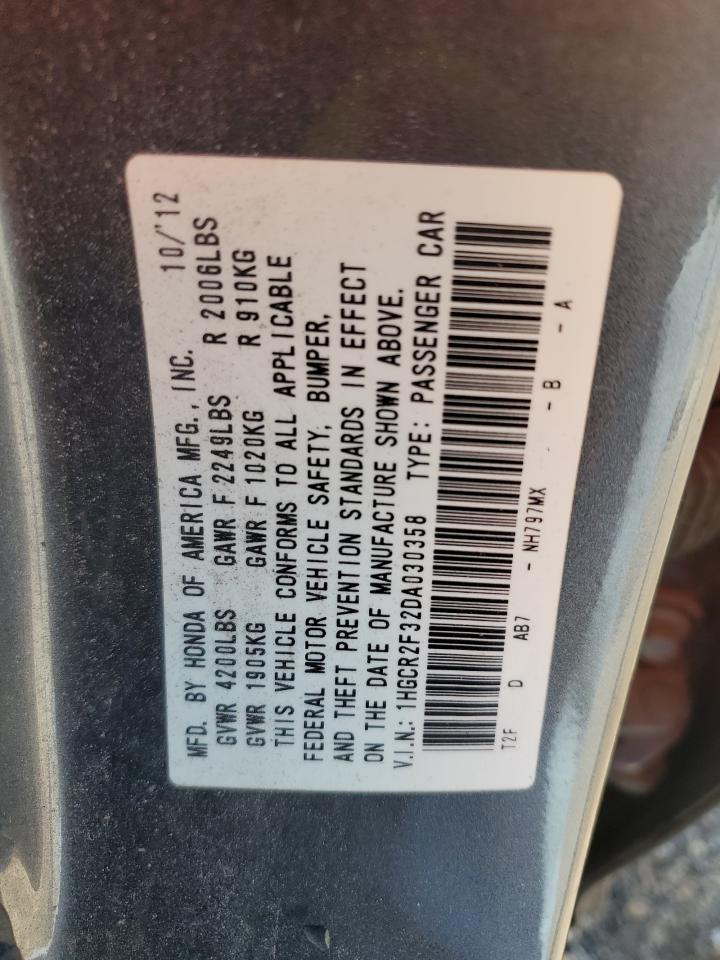 MFD. BY HONDA OF AMERICA MFG., INC. 10/'12
GVWR 4200LBS GAWR F 2249LBS R 2006LBS
GVWR 1905KG GAWR F 1020KG R 910KG
THIS VEHICLE CONFORMS TO ALL APPLICABLE
FEDERAL MOTOR VEHICLE SAFETY, BUMPER,
AND THEFT PREVENTION STANDARDS IN EFFECT
ON THE DATE OF MANUFACTURE SHOWN ABOVE.
V.I.N.: 1HGCR2F32DA030358 TYPE: PASSENGER CAR
T2F D AB7 - NH797MX - B - A